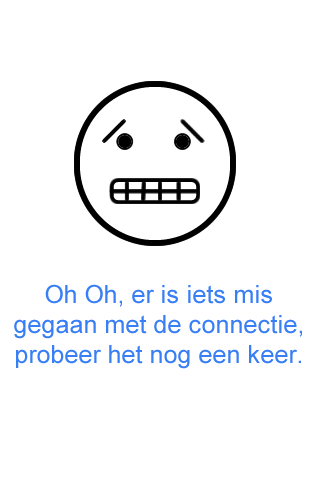 Oh Oh, er is iets mis
gegaan met de connectie,
probeer het nog een keer.